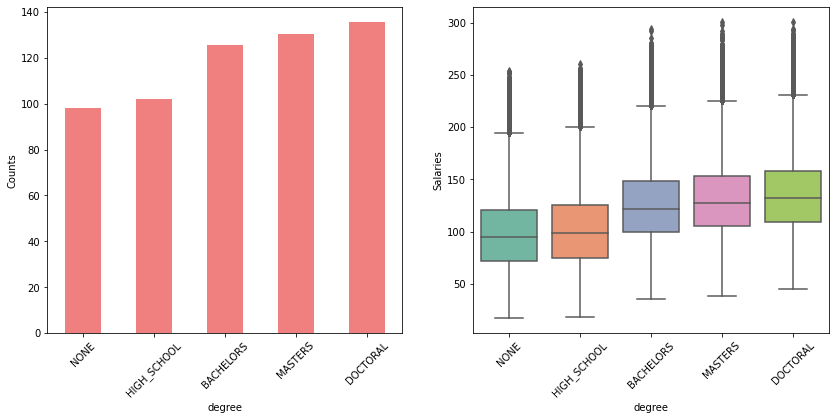 140
120
100
80
60
40
20
0
Counts
NONE
HIGH_SCHOOL
BACHELORS
MASTERS
DOCTORAL
degree
300
250
200
150
100
50
Salaries
NONE
HIGH_SCHOOL
BACHELORS
MASTERS
DOCTORAL
degree